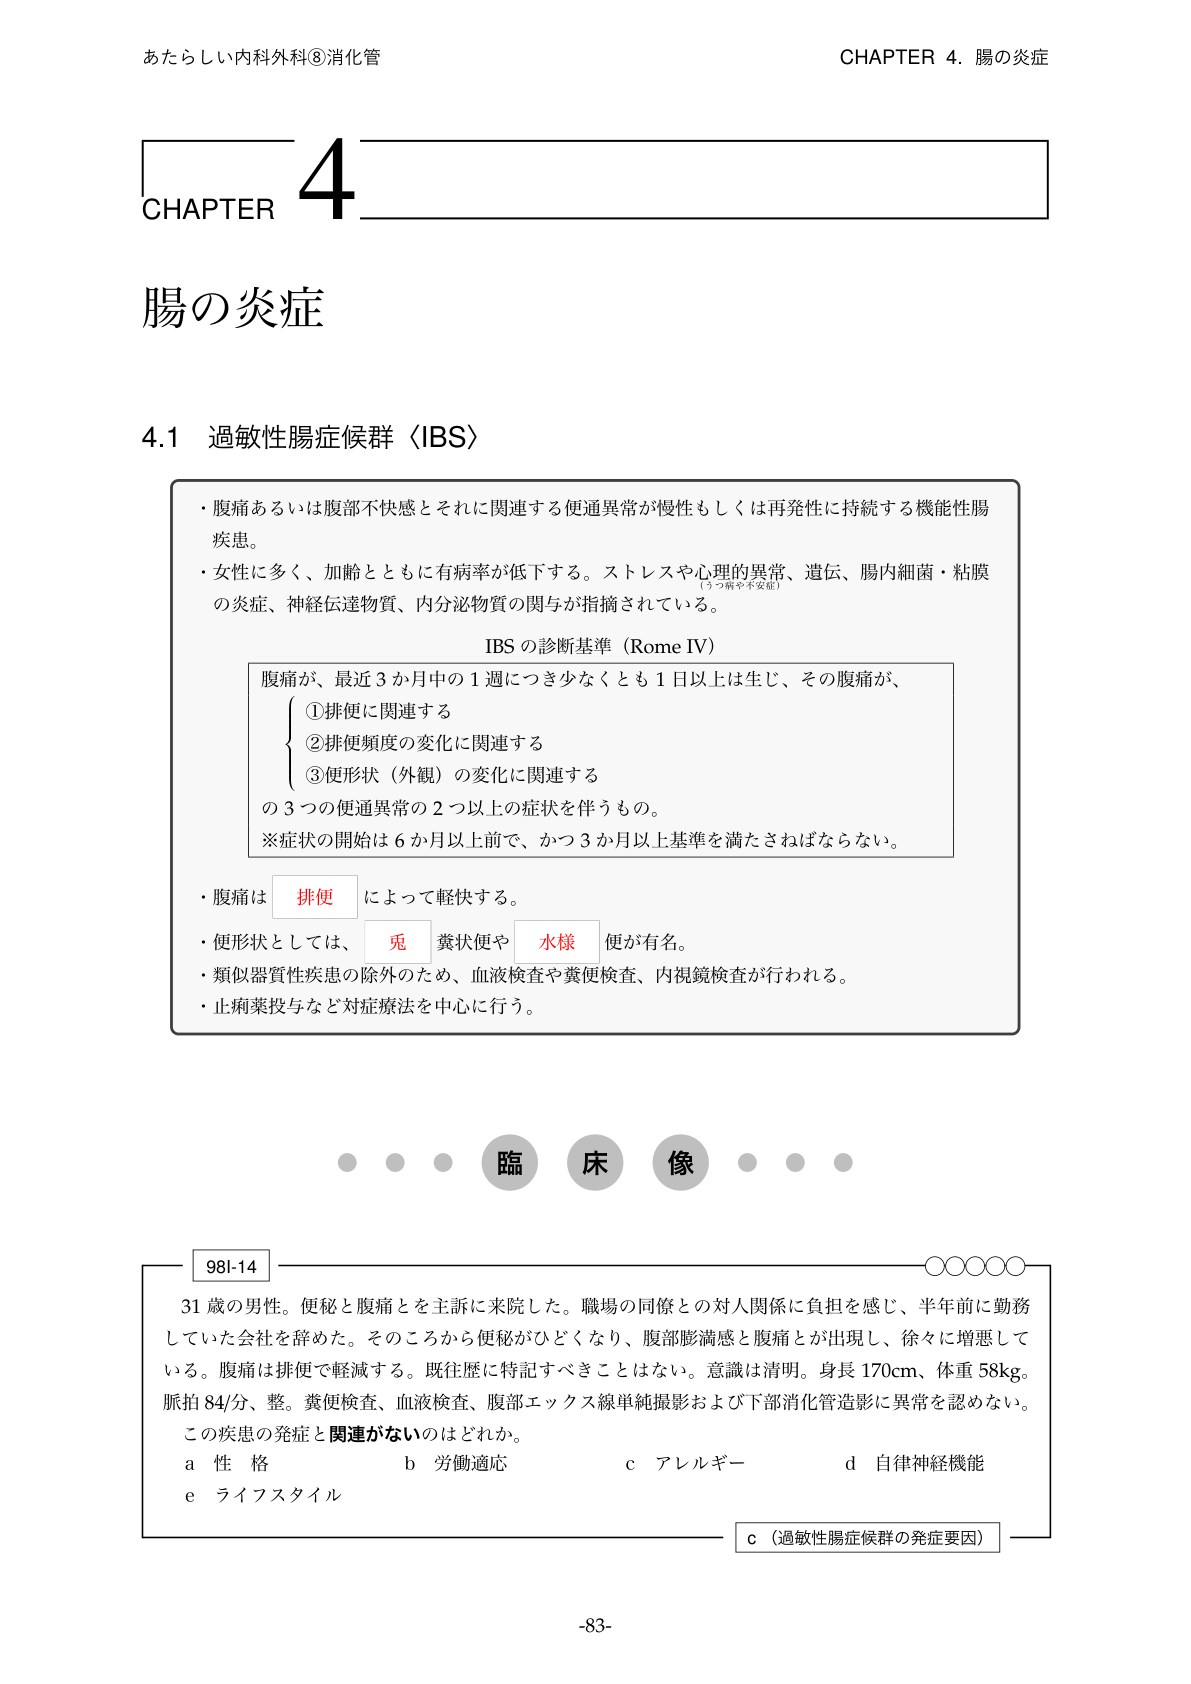 あたらしい内科外科⑧消化管
CHAPTER 4. 腸の炎症
CHAPTER 4
腸の炎症
4.1 過敏性腸症候群〈IBS〉
・腹痛あるいは腹部不快感とそれに関連する便通異常が慢性もしくは再発性に持続する機能性腸
疾患。
・女性に多く、加齢とともに有病率が低下する。ストレスや心理的異常、遺伝、腸内細菌・粘膜
（うつ病や不安症）
の炎症、神経伝達物質、内分泌物質の関与が指摘されている。
IBS の診断基準（Rome IV）
腹痛が、最近 3 か月中の 1 週につき少なくとも 1 日以上は生じ、その腹痛が、
①排便に関連する
②排便頻度の変化に関連する
③便形状（外観）の変化に関連する
の 3 つの便通異常の 2 つ以上の症状を伴うもの。
※症状の開始は 6 か月以上前で、かつ 3 か月以上基準を満たさねばならない。
・腹痛は 排便 によって軽快する。
・便形状としては、 兎 糞状便や 水様 便が有名。
・類似器質性疾患の除外のため、血液検査や糞便検査、内視鏡検査が行われる。
・止痢薬投与など対症療法を中心に行う。
臨床像
98I-14
31 歳の男性。便秘と腹痛とを主訴に来院した。職場の同僚との対人関係に負担を感じ、半年前に勤務
していた会社を辞めた。そのころから便秘がひどくなり、腹部膨満感と腹痛とが出現し、徐々に増悪して
いる。腹痛は排便で軽減する。既往歴に特記すべきことはない。意識は清明。身長 170cm、体重 58kg。
脈拍 84/分、整。糞便検査、血液検査、腹部エックス線単純撮影および下部消化管造影に異常を認めない。
この疾患の発症と関連がないのはどれか。
a 性 格 b 労働適応 c アレルギー d 自律神経機能
e ライフスタイル
c （過敏性腸症候群の発症要因）
-83-